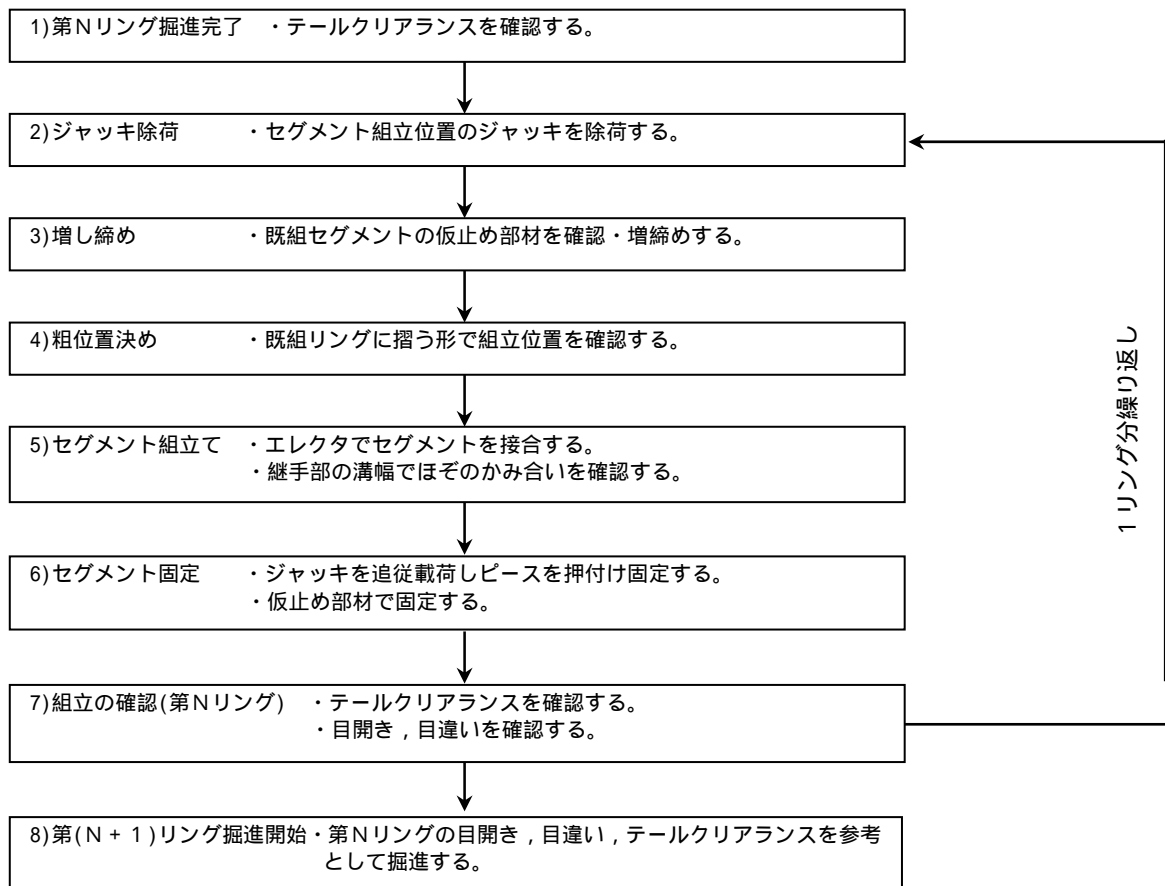 1)第Nリング掘進完了 ・テールクリアランスを確認する。
2)ジャッキ除荷 ・セグメント組立位置のジャッキを除荷する。
3)増し締め ・既組セグメントの仮止め部材を確認・増締めする。
4)粗位置決め ・既組リングに摺う形で組立位置を確認する。
5)セグメント組立て ・エレクタでセグメントを接合する。
・継手部の溝幅でほぞのかみ合いを確認する。
6)セグメント固定 ・ジャッキを追従載荷しピースを押付け固定する。
・仮止め部材で固定する。
7)組立の確認(第Nリング) ・テールクリアランスを確認する。
・目開き,目違いを確認する。
8)第(N+1)リング掘進開始・第Nリングの目開き,目違い,テールクリアランスを参考
として掘進する。
1リング分繰り返し